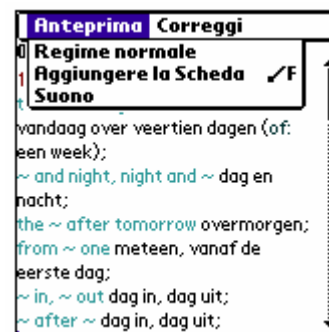 Anteprima Correggi
Regime normale
Aggiungere la Scheda ⁄F
Suono
vandaag over veertien dagen (of:
een week);
~ and night, night and ~ dag en
nacht;
the ~ after tomorrow overmorgen;
from ~ one meteen, vanaf de
eerste dag;
~ in, ~ out dag in, dag uit;
~ after ~ dag in, dag uit;